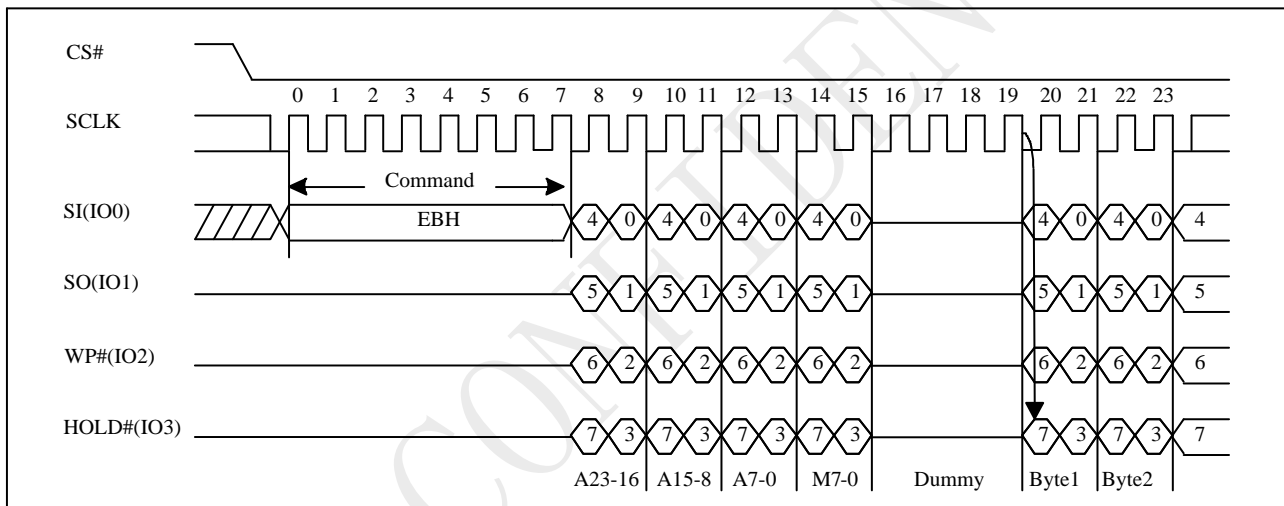 CS#
0 1 2 3 4 5 6 7 8 9 10 11 12 13 14 15 16 17 18 19 20 21 22 23
SCLK
Command
SI(IO0) EBH 4 0 4 0 4 0 4 0 4 0 4 0 4
SO(IO1) 5 1 5 1 5 1 5 1 5 1 5 1 5
WP#(IO2) 6 2 6 2 6 2 6 2 6 2 6 2 6
HOLD#(IO3) 7 3 7 3 7 3 7 3 7 3 7 3 7
A23-16 A15-8 A7-0 M7-0 Dummy Byte1 Byte2
CONFIDEN